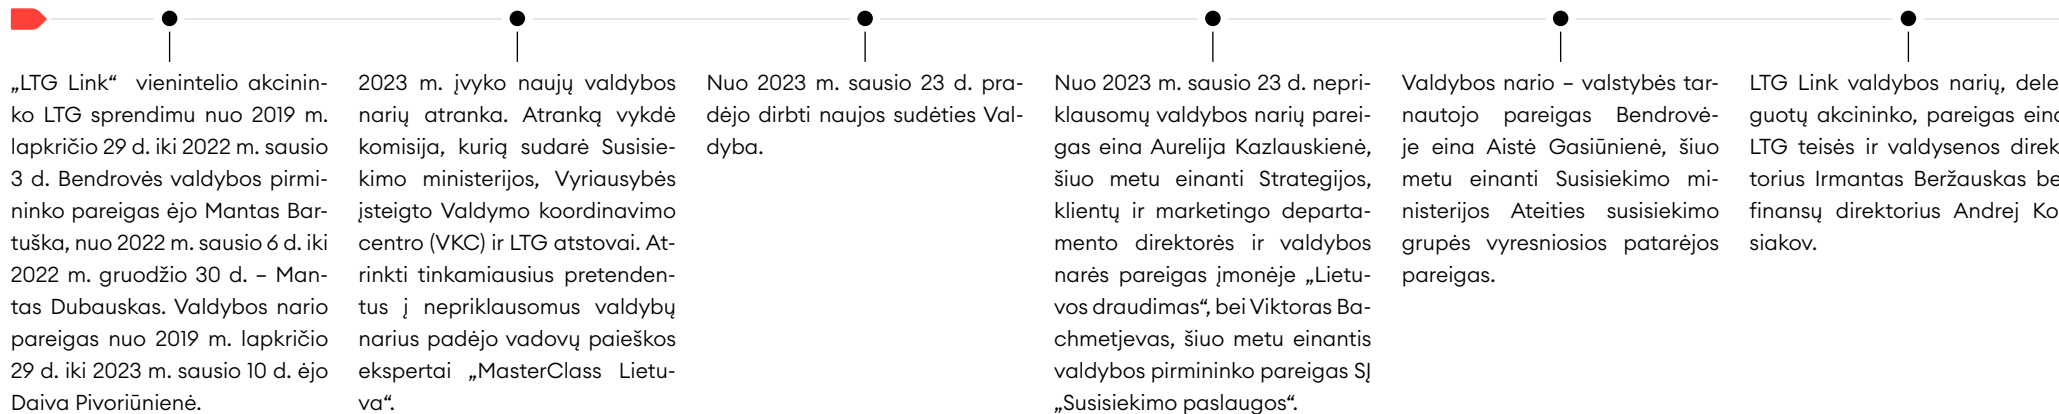 „LTG Link“ vienintelio akcinin-
ko LTG sprendimu nuo 2019 m.
lapkričio 29 d. iki 2022 m. sausio
3 d. Bendrovės valdybos pirmi-
ninko pareigas ėjo Mantas Bar-
tuška, nuo 2022 m. sausio 6 d. iki
2022 m. gruodžio 30 d. – Man-
tas Dubauskas. Valdybos nario
pareigas nuo 2019 m. lapkričio
29 d. iki 2023 m. sausio 10 d. ėjo
Daiva Pivoriūnienė.
2023 m. įvyko naujų valdybos
narių atranka. Atranką vykdė
komisija, kurią sudarė Susisie-
kimo ministerijos, Vyriausybės
įsteigto Valdymo koordinavimo
centro (VKC) ir LTG atstovai. At-
rinkti tinkamiausius pretenden-
tus į nepriklausomus valdybų
narius padėjo vadovų paieškos
ekspertai „MasterClass Lietu-
va“.
Nuo 2023 m. sausio 23 d. pra-
dėjo dirbti naujos sudėties Val-
dyba.
Nuo 2023 m. sausio 23 d. nepri-
klausomų valdybos narių parei-
gas eina Aurelija Kazlauskienė,
šiuo metu einanti Strategijos,
klientų ir marketingo departa-
mento direktorės ir valdybos
narės pareigas įmonėje „Lietu-
vos draudimas“, bei Viktoras Ba-
chmetjevas, šiuo metu einantis
valdybos pirmininko pareigas SĮ
„Susisiekimo paslaugos“.
Valdybos nario – valstybės tar-
nautojo pareigas Bendrovė-
je eina Aistė Gasiūnienė, šiuo
metu einanti Susisiekimo mi-
nisterijos Ateities susisiekimo
grupės vyresniosios patarėjos
pareigas.
LTG Link valdybos narių, dele
guotų akcininko, pareigas eina
LTG teisės ir valdysenos direk
torius Irmantas Beržauskas be
finansų direktorius Andrej Ko
siakov.